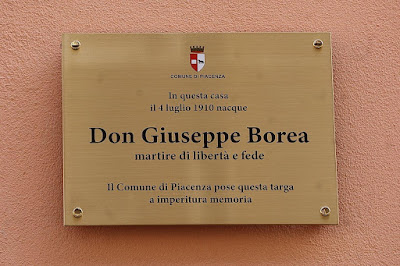 COMUNE DI PIACENZA
In questa casa
il 4 luglio 1910 nacque
Don Giuseppe Borea
martire di libertà e fede
Il Comune di Piacenza pose questa targa
a imperitura memoria